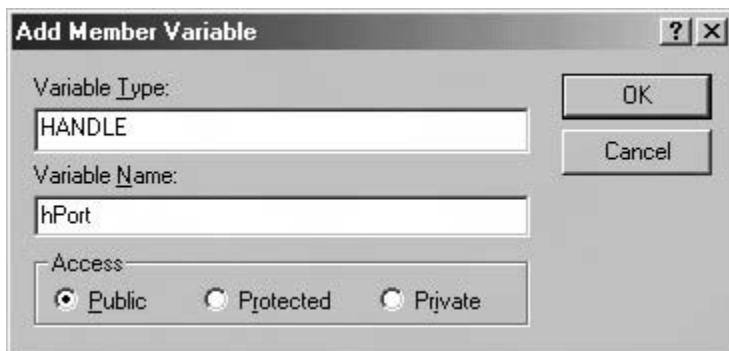 Add Member Variable
Variable Type:
HANDLE
OK
Cancel
Variable Name:
hPort
Access
Public Protected Private